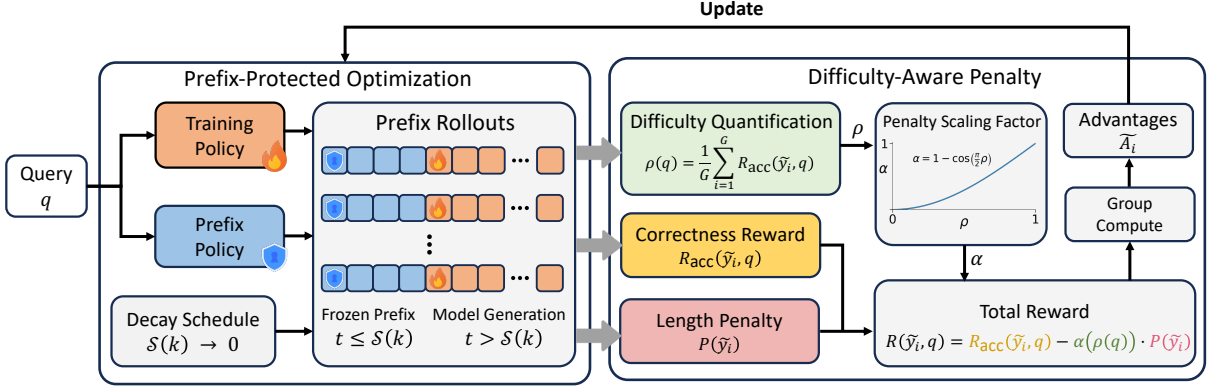 Update
Prefix-Protected Optimization
Query
q
Training
Policy
Prefix
Policy
Decay Schedule
𝒮(k) → 0
Prefix Rollouts
...
...
⋮
...
Frozen Prefix
t ≤ 𝒮(k)
Model Generation
t > 𝒮(k)
Difficulty-Aware Penalty
Difficulty Quantification
ρ(q) = 1/G ∑_{i=1}^{G} R_acc(ỹ_i, q)
ρ
Penalty Scaling Factor
1
α
α = 1 − cos(π/2 ρ)
0
ρ
1
α
Correctness Reward
R_acc(ỹ_i, q)
Length Penalty
P(ỹ_i)
Advantages
Ã_i
Group
Compute
Total Reward
R(ỹ_i, q) = R_acc(ỹ_i, q) − α(ρ(q)) · P(ỹ_i)